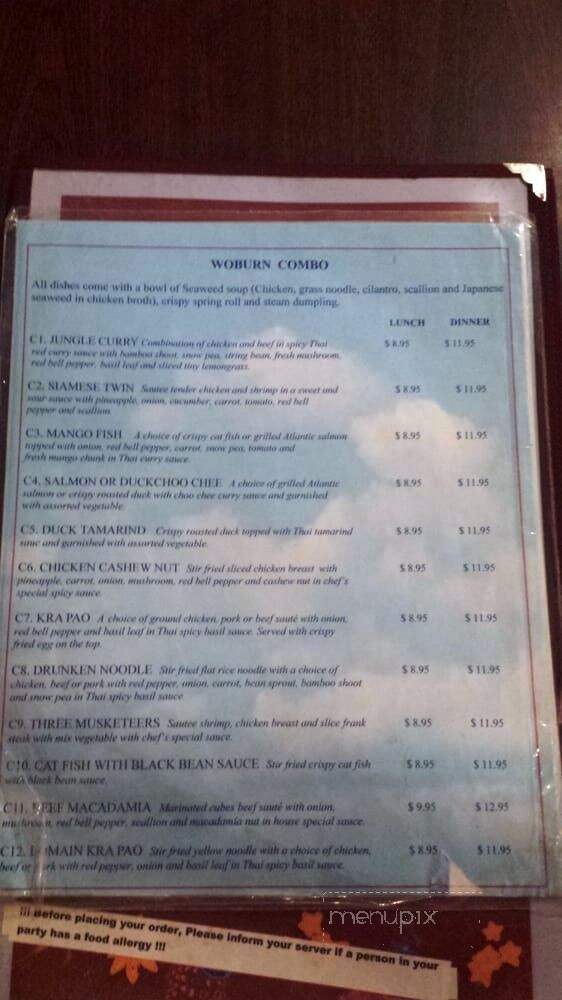 WOBURN COMBO
All dishes come with a bowl of Seaweed soup (Chicken, grass noodle, cilantro, scallion and Japanese
seaweed in chicken broth), crispy spring roll and steam dumpling.
LUNCH DINNER
C1. JUNGLE CURRY Combination of chicken and beef in spicy Thai $ 8.95 $ 11.95
red curry sauce with bamboo shoot, snow pea, string bean, fresh mushroom,
red bell pepper, basil leaf and sliced tiny lemongrass.
C2. SIAMESE TWIN Sautee tender chicken and shrimp in a sweet and $ 8.95 $ 11.95
sour sauce with pineapple, onion, cucumber, carrot, tomato, red bell
pepper and scallion.
C3. MANGO FISH A choice of crispy cat fish or grilled Atlantic salmon $ 8.95 $ 11.95
topped with onion, red bell pepper, carrot, snow pea, tomato and
fresh mango chunk in Thai curry sauce.
C4. SALMON OR DUCKCHOO CHEE A choice of grilled Atlantic $ 8.95 $ 11.95
salmon or crispy roasted duck with choo chee curry sauce and garnished
with assorted vegetable.
C5. DUCK TAMARIND Crispy roasted duck topped with Thai tamarind $ 8.95 $ 11.95
sauc and garnished with assorted vegetable.
C6. CHICKEN CASHEW NUT Stir fried sliced chicken breast with $ 8.95 $ 11.95
pineapple, carrot, onion, mushroom, red bell pepper and cashew nut in chef's
special spicy sauce.
C7. KRA PAO A choice of ground chicken, pork or beef sauté with onion, $ 8.95 $ 11.95
red bell pepper and basil leaf in Thai spicy basil sauce. Served with crispy
fried egg on the top.
C8. DRUNKEN NOODLE Stir fried flat rice noodle with a choice of $ 8.95 $ 11.95
chicken, beef or pork with red pepper, onion, carrot, bean sprout, bamboo shoot
and snow pea in Thai spicy basil sauce
C9. THREE MUSKETEERS Sautee shrimp, chicken breast and slice frank $ 8.95 $ 11.95
steak with mix vegetable with chef's special sauce.
C10. CAT FISH WITH BLACK BEAN SAUCE Stir fried crispy cat fish $ 8.95 $ 11.95
with black bean sauce.
C11. BEEF MACADAMIA Marinated cubes beef sauté with onion, $ 9.95 $ 12.95
mushroom, red bell pepper, scallion and macadamia nut in house special sauce.
C12. LOMAIN KRA PAO Stir fried yellow noodle with a choice of chicken, $ 8.95 $ 11.95
beef or pork with red pepper, onion and basil leaf in Thai spicy basil sauce.
menupix
!!! Before placing your order, Please inform your server if a person in your
party has a food allergy !!!